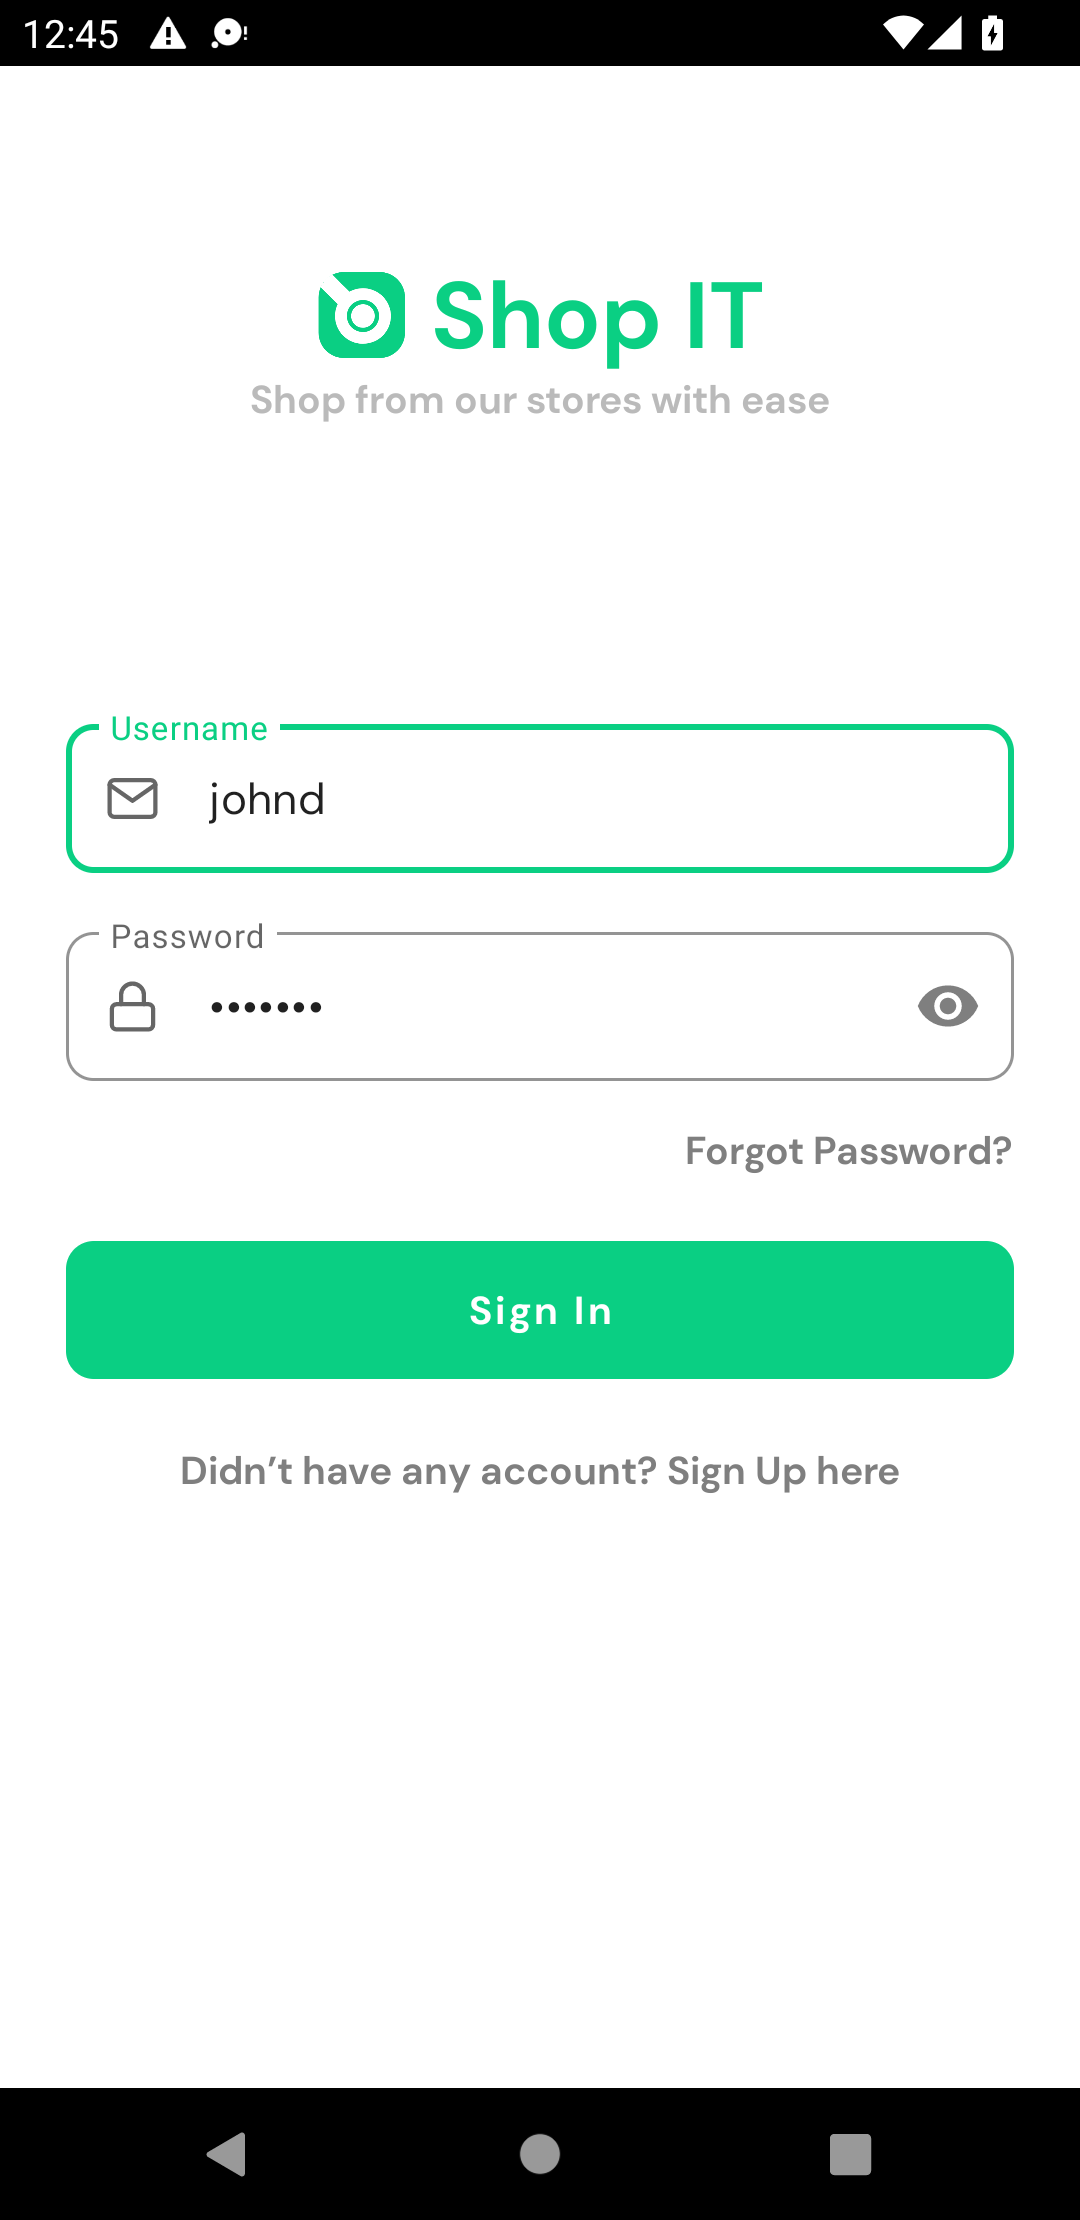 12:45
Shop IT
Shop from our stores with ease
Username
johnd
Password
•••••••
Forgot Password?
Sign In
Didn’t have any account? Sign Up here